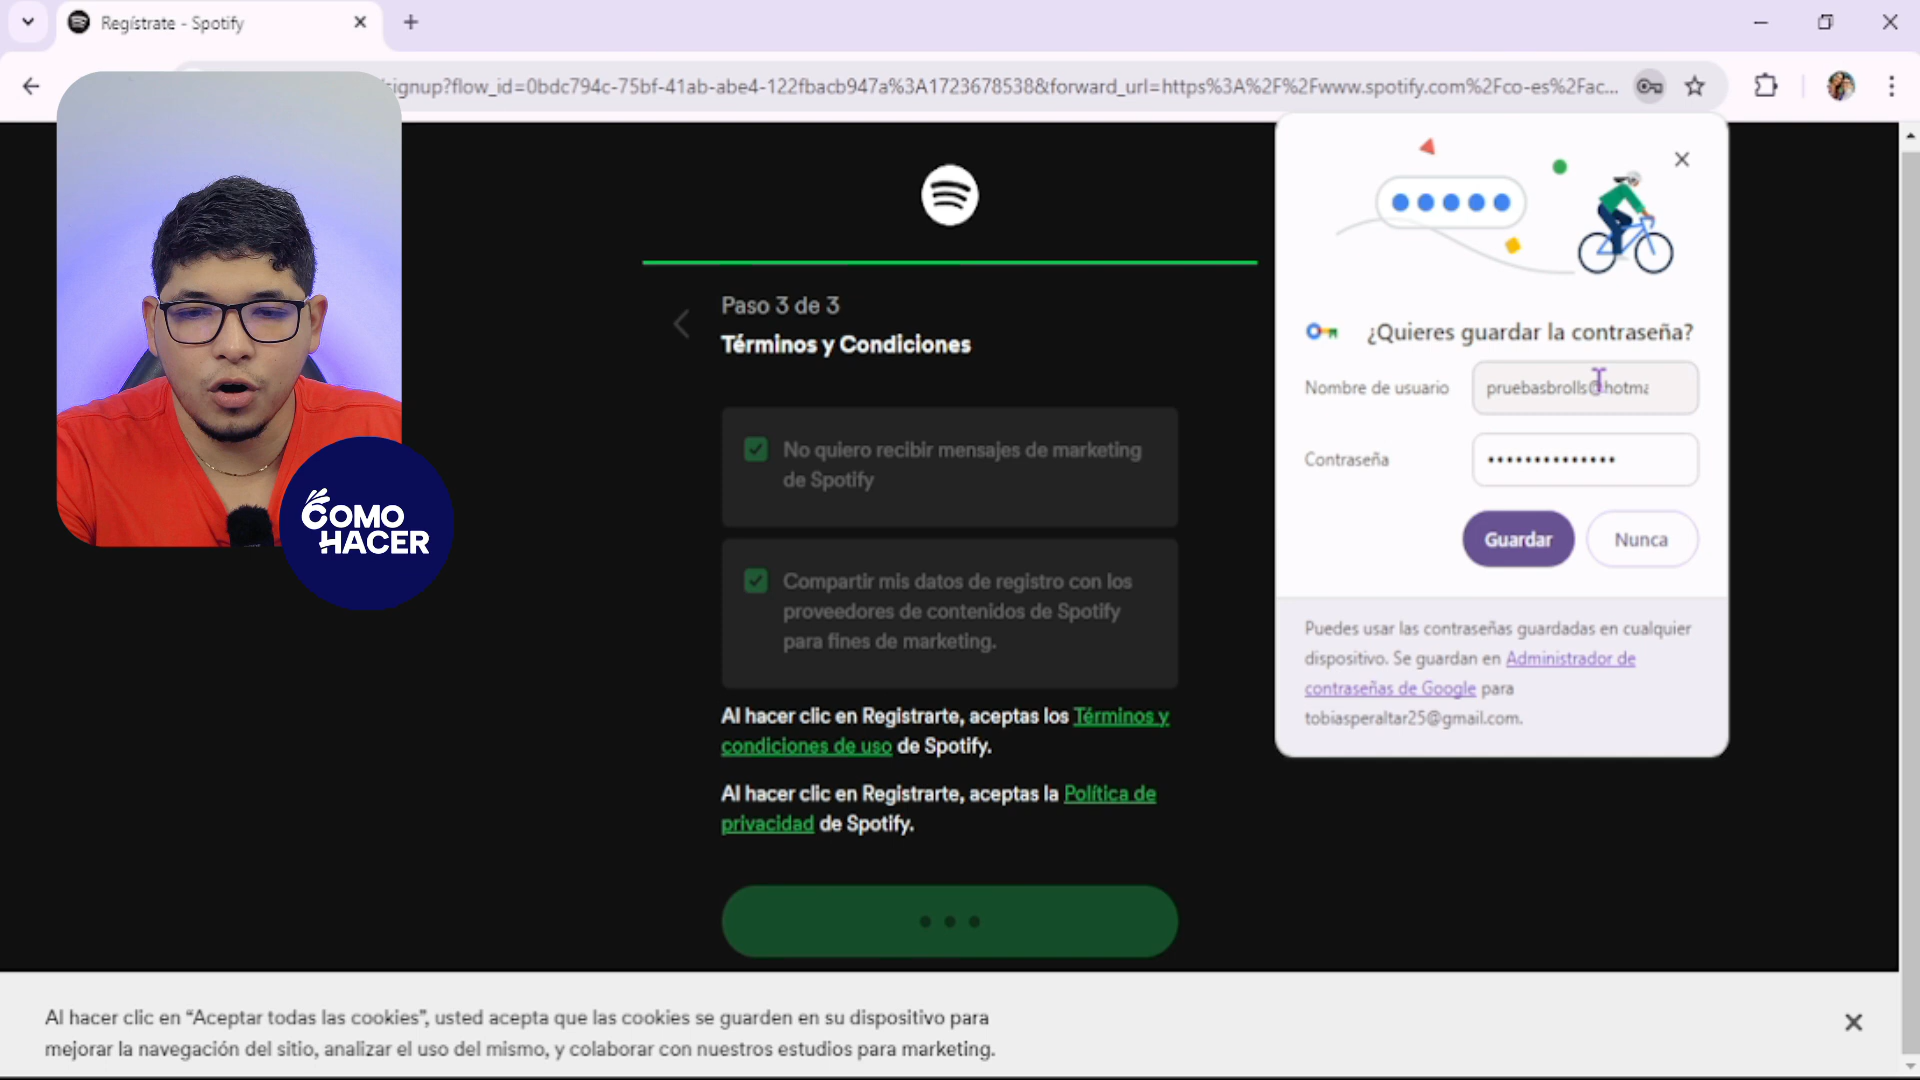 Regístrate - Spotify
signup?flow_id=0bdc794c-75bf-41ab-abe4-122fbacb947a%3A1723678538&forward_url=https%3A%2F%2Fwww.spotify.com%2Fco-es%2Fac...
Paso 3 de 3
Términos y Condiciones
No quiero recibir mensajes de marketing
de Spotify
Compartir mis datos de registro con los
proveedores de contenidos de Spotify
para fines de marketing.
Al hacer clic en Registrarte, aceptas los Términos y
condiciones de uso de Spotify.
Al hacer clic en Registrarte, aceptas la Política de
privacidad de Spotify.
¿Quieres guardar la contraseña?
Nombre de usuario pruebasbrolls@hotma
Contraseña ••••••••••••••
Guardar Nunca
Puedes usar las contraseñas guardadas en cualquier
dispositivo. Se guardan en Administrador de
contraseñas de Google para
tobiasperaltar25@gmail.com.
COMO
HACER
Al hacer clic en “Aceptar todas las cookies”, usted acepta que las cookies se guarden en su dispositivo para
mejorar la navegación del sitio, analizar el uso del mismo, y colaborar con nuestros estudios para marketing.